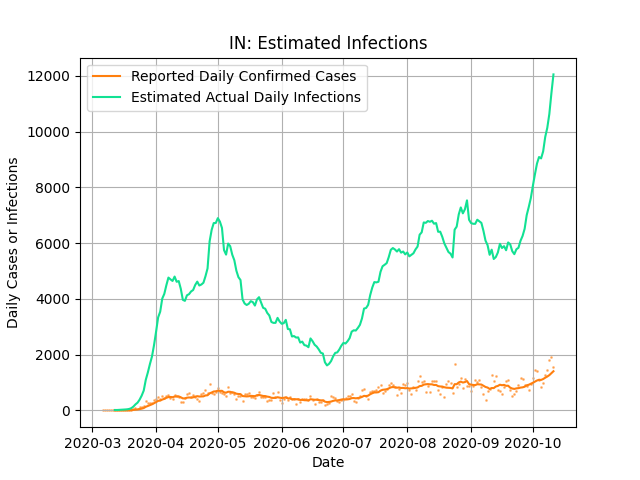 IN: Estimated Infections
Reported Daily Confirmed Cases
Estimated Actual Daily Infections
Daily Cases or Infections
12000
10000
8000
6000
4000
2000
0
2020-03 2020-04 2020-05 2020-06 2020-07 2020-08 2020-09 2020-10
Date